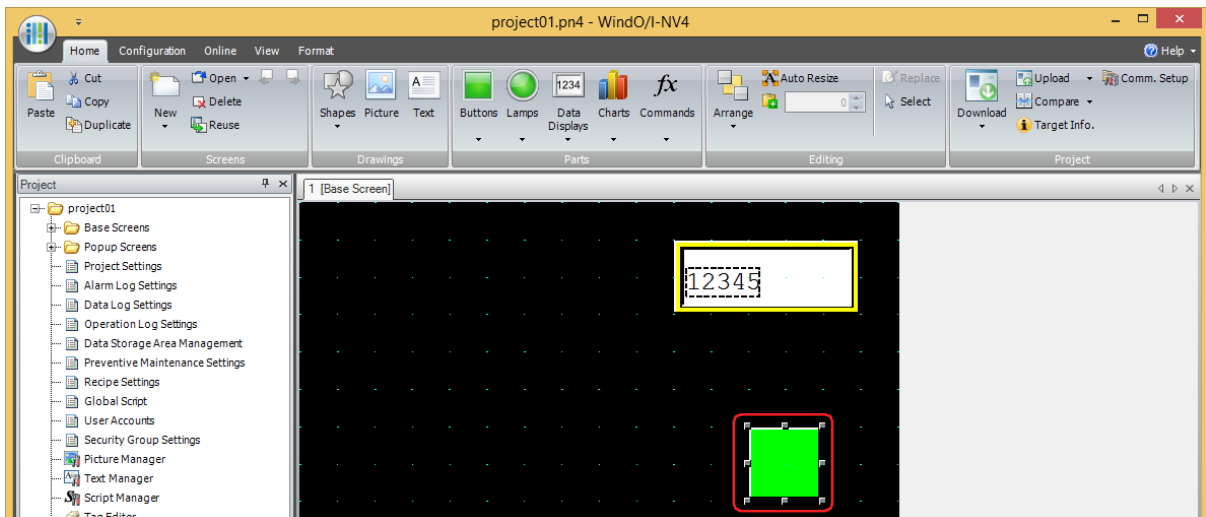 project01.pn4 - WindO/I-NV4
Home Configuration Online View Format Help
Paste
Cut
Copy
Duplicate
Clipboard
New
Open
Delete
Reuse
Screens
Shapes Picture Text
Drawings
1234
Buttons Lamps Data Displays Charts Commands
fx
Parts
Arrange
Auto Resize
0
Replace
Select
Editing
Download
Upload
Compare
Target Info.
Comm. Setup
Project
Project
project01
Base Screens
Popup Screens
Project Settings
Alarm Log Settings
Data Log Settings
Operation Log Settings
Data Storage Area Management
Preventive Maintenance Settings
Recipe Settings
Global Script
User Accounts
Security Group Settings
Picture Manager
Text Manager
Script Manager
Tag Editor
1 [Base Screen]
12345